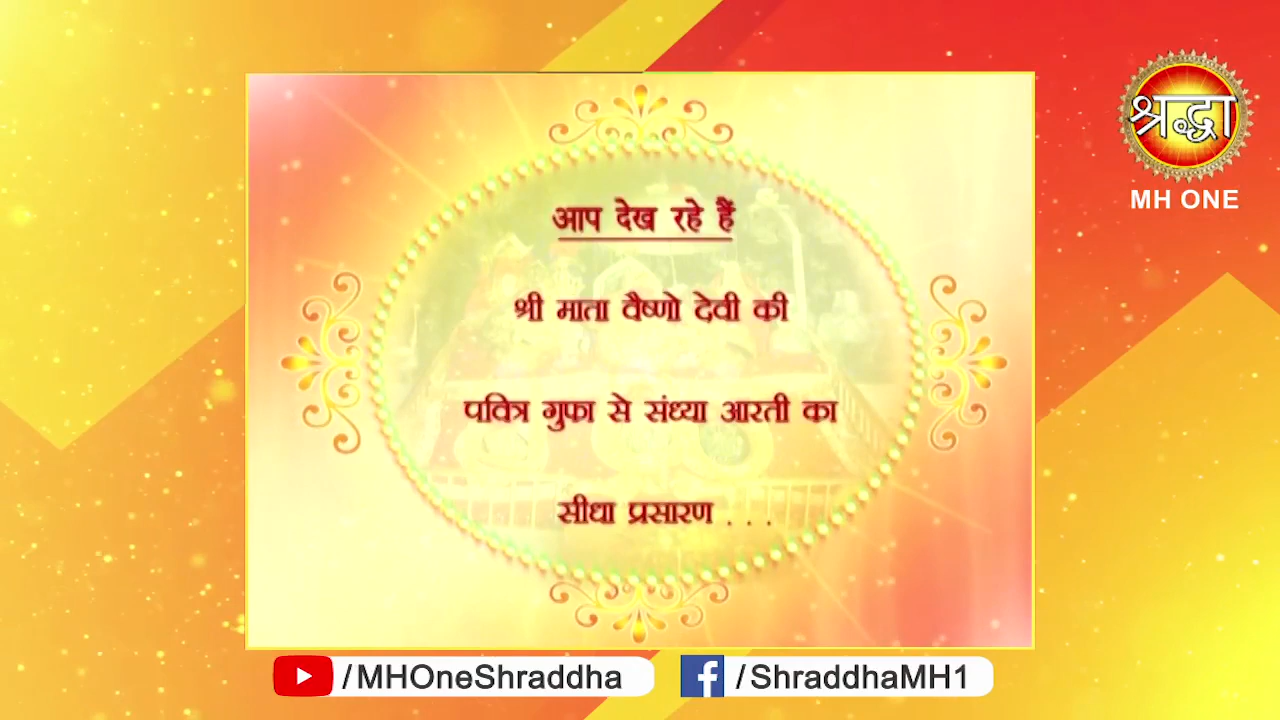 श्रद्धा
MH ONE
आप देख रहे हैं
श्री माता वैष्णो देवी की
पवित्र गुफा से संध्या आरती का
सीधा प्रसारण . . .
/MHOneShraddha
/ShraddhaMH1